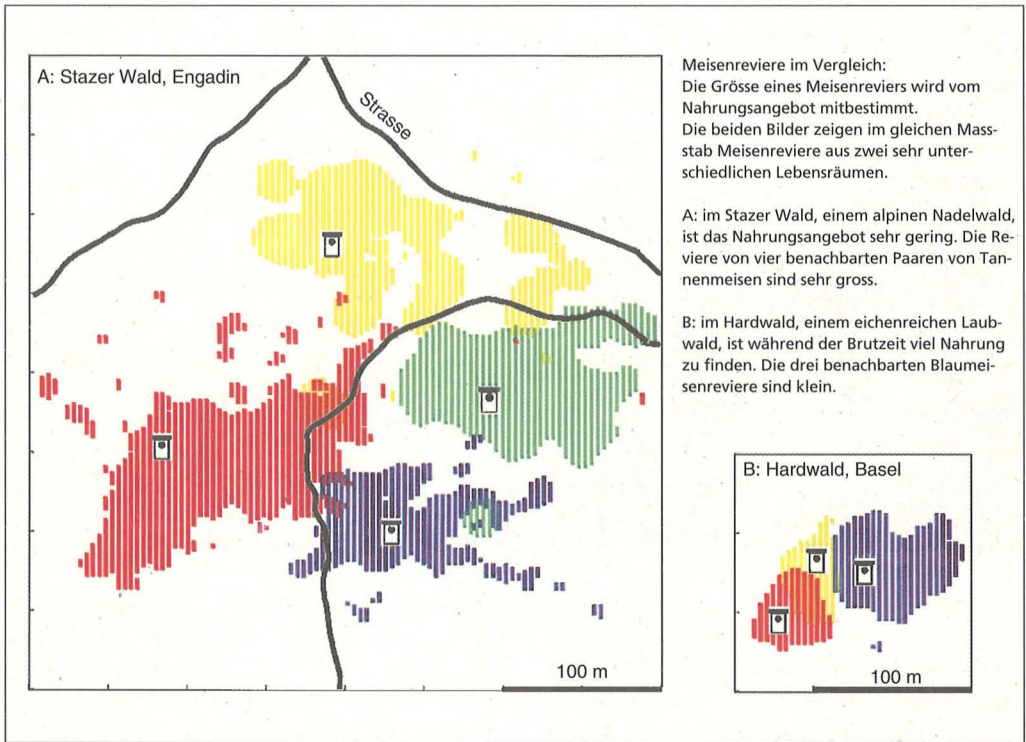 A: Stazer Wald, Engadin
Strasse
100 m
Meisenreviere im Vergleich:
Die Grösse eines Meisenreviers wird vom
Nahrungsangebot mitbestimmt.
Die beiden Bilder zeigen im gleichen Mass-
stab Meisenreviere aus zwei sehr unter-
schiedlichen Lebensräumen.
A: im Stazer Wald, einem alpinen Nadelwald,
ist das Nahrungsangebot sehr gering. Die Re-
viere von vier benachbarten Paaren von Tan-
nenmeisen sind sehr gross.
B: im Hardwald, einem eichenreichen Laub-
wald, ist während der Brutzeit viel Nahrung
zu finden. Die drei benachbarten Blaumei-
senreviere sind klein.
B: Hardwald, Basel
100 m